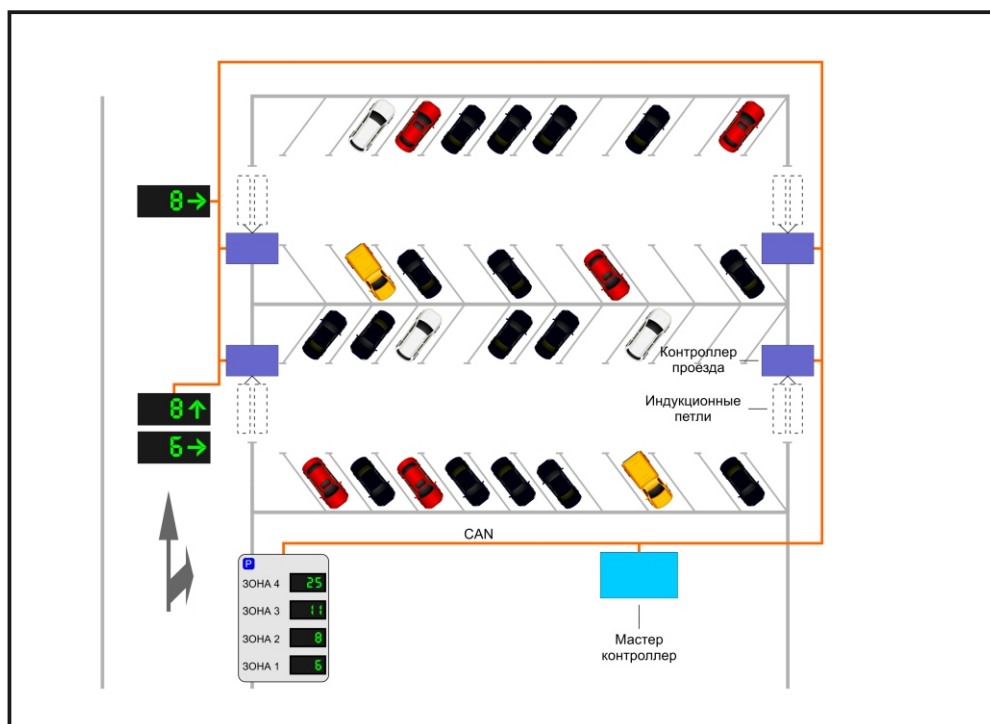 8→
8↑
6→
Контроллер
проезда
Индукционные
петли
CAN
P
ЗОНА 4 25
ЗОНА 3 11
ЗОНА 2 8
ЗОНА 1 6
Мастер
контроллер